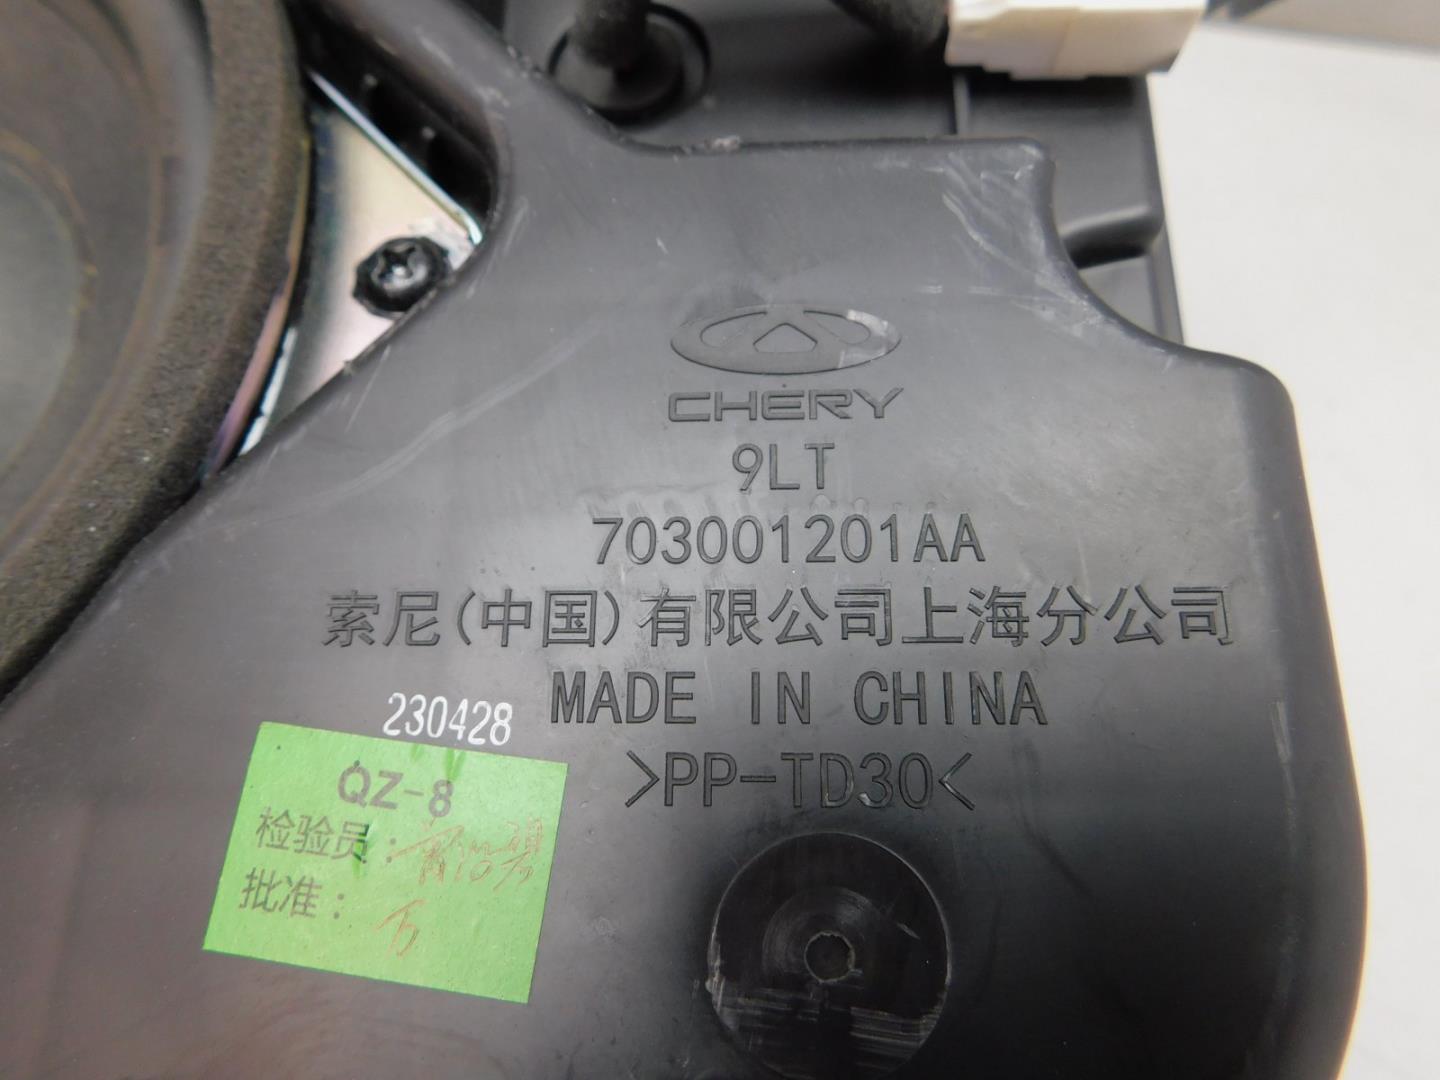 CHERY
9LT
703001201AA
索尼(中国)有限公司上海分公司
MADE IN CHINA
>PP-TD30<
230428
QZ-8
检验员:
批准: